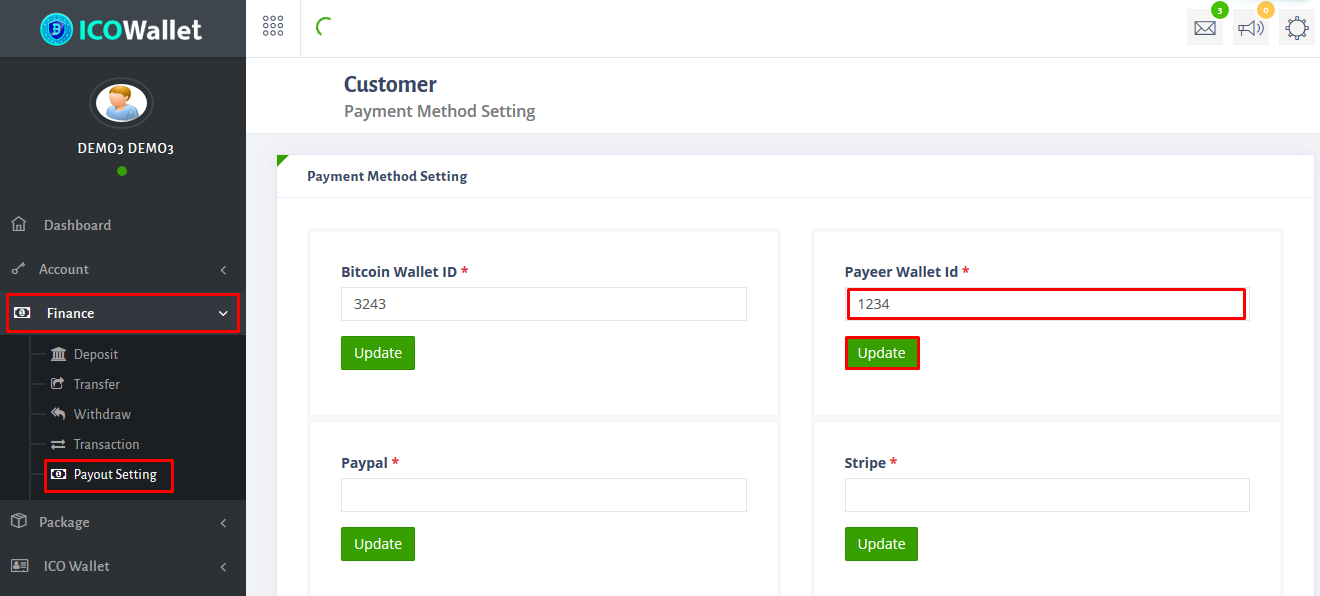 ICOWallet
3
0
Customer
Payment Method Setting
DEMO3 DEMO3
Dashboard
Account
Finance
Deposit
Transfer
Withdraw
Transaction
Payout Setting
Package
ICO Wallet
Payment Method Setting
Bitcoin Wallet ID *
3243
Update
Payeer Wallet Id *
1234
Update
Paypal *
Update
Stripe *
Update